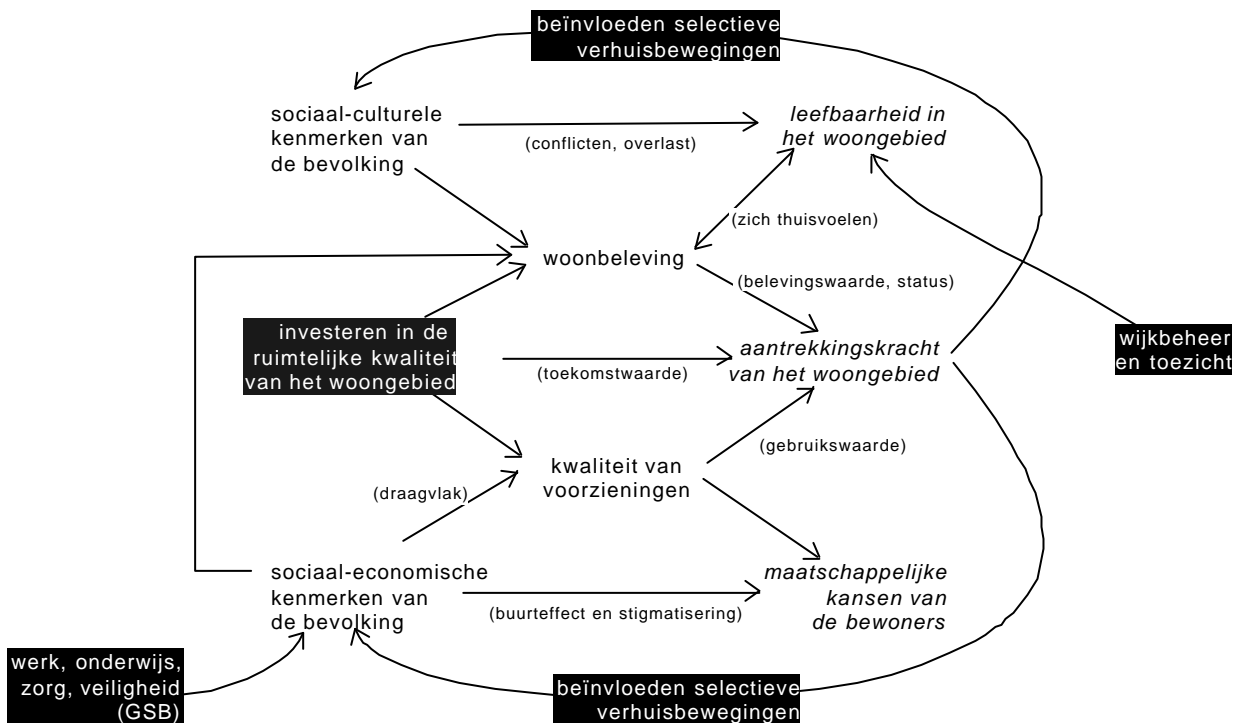 beïnvloeden selectieve
verhuisbewegingen
sociaal-culturele
kenmerken van
de bevolking
(conflicten, overlast)
leefbaarheid in
het woongebied
(zich thuisvoelen)
woonbeleving
(belevingswaarde, status)
investeren in de
ruimtelijke kwaliteit
van het woongebied
(toekomstwaarde)
aantrekkingskracht
van het woongebied
wijkbeheer
en toezicht
(gebruikswaarde)
kwaliteit van
voorzieningen
(draagvlak)
sociaal-economische
kenmerken van
de bevolking
(buurteffect en stigmatisering)
maatschappelijke
kansen van
de bewoners
werk, onderwijs,
zorg, veiligheid
(GSB)
beïnvloeden selectieve
verhuisbewegingen